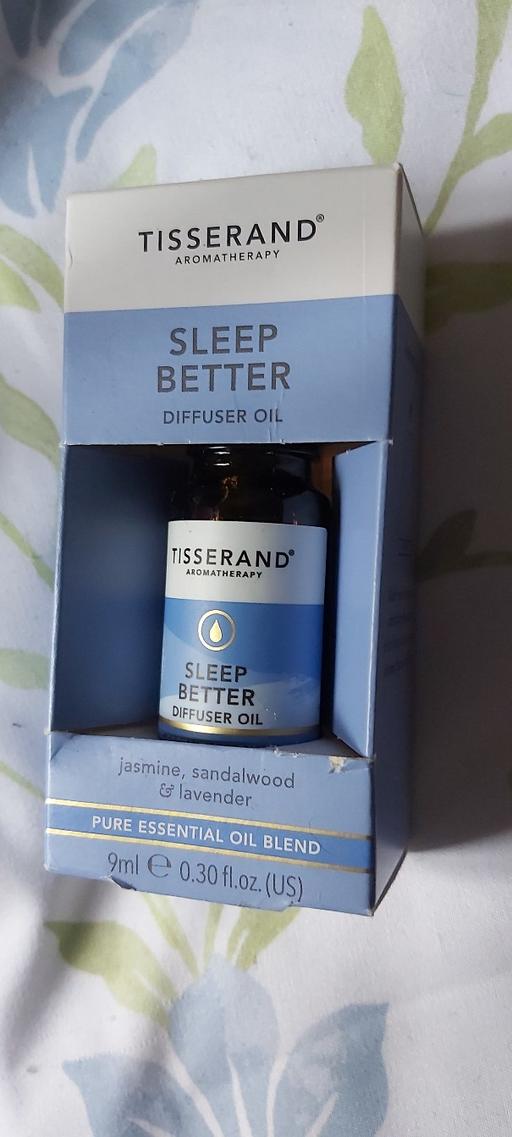 TISSERAND®
AROMATHERAPY
SLEEP
BETTER
DIFFUSER OIL
TISSERAND®
AROMATHERAPY
SLEEP
BETTER
DIFFUSER OIL
jasmine, sandalwood
& lavender
PURE ESSENTIAL OIL BLEND
9ml ℮ 0.30 fl.oz. (US)